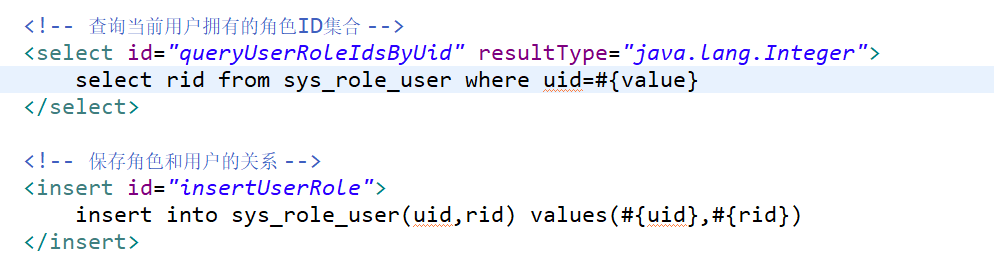 <!-- 查询当前用户拥有的角色ID集合 -->
<select id="queryUserRoleIdsByUid" resultType="java.lang.Integer">
select rid from sys_role_user where uid=#{value}
</select>
<!-- 保存角色和用户的关系 -->
<insert id="insertUserRole">
insert into sys_role_user(uid,rid) values(#{uid},#{rid})
</insert>